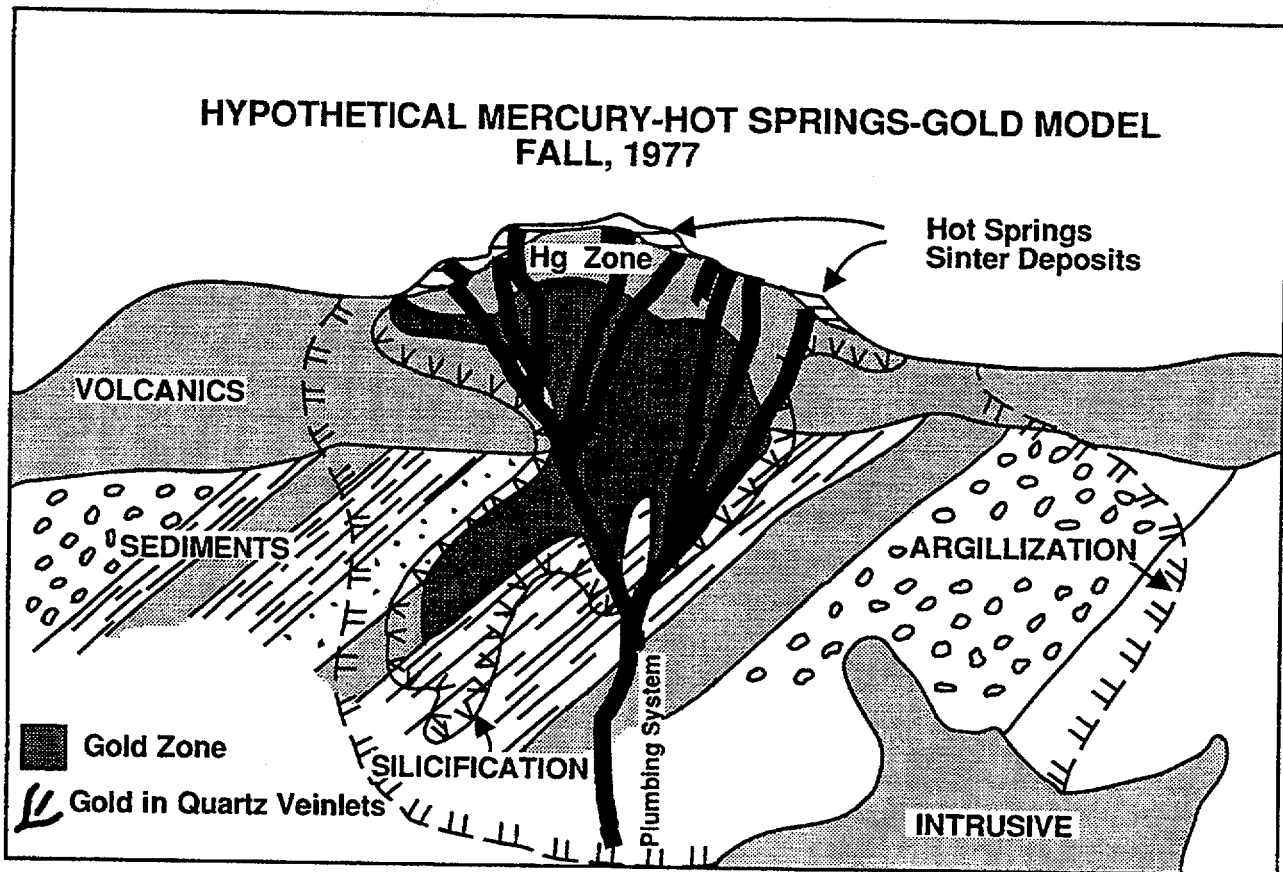 HYPOTHETICAL MERCURY-HOT SPRINGS-GOLD MODEL
FALL, 1977
Hot Springs
Sinter Deposits
Hg Zone
VOLCANICS
SEDIMENTS
ARGILLIZATION
Plumbing System
Gold Zone
SILICIFICATION
Gold in Quartz Veinlets
INTRUSIVE